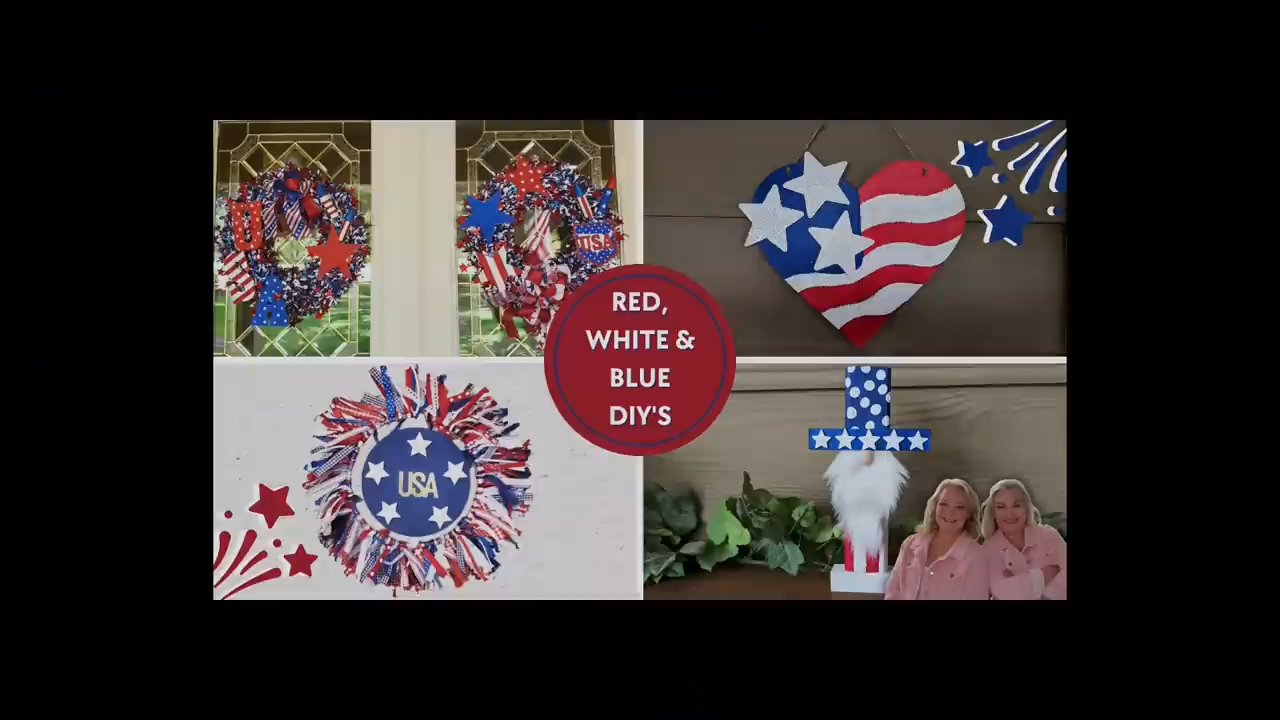 U
S
A
USA
RED,
WHITE &
BLUE
DIY'S
USA